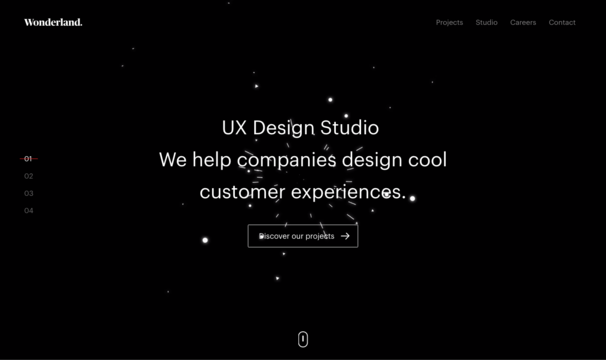 Wonderland.
Projects Studio Careers Contact
UX Design Studio
We help companies design cool
customer experiences.
01
02
03
04
Discover our projects